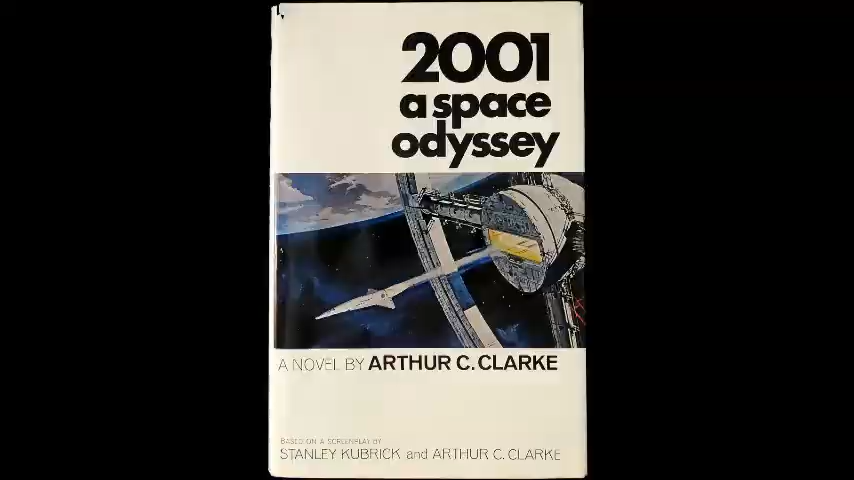 2001
a space
odyssey
A NOVEL BY ARTHUR C. CLARKE
BASED ON A SCREENPLAY BY
STANLEY KUBRICK and ARTHUR C. CLARKE